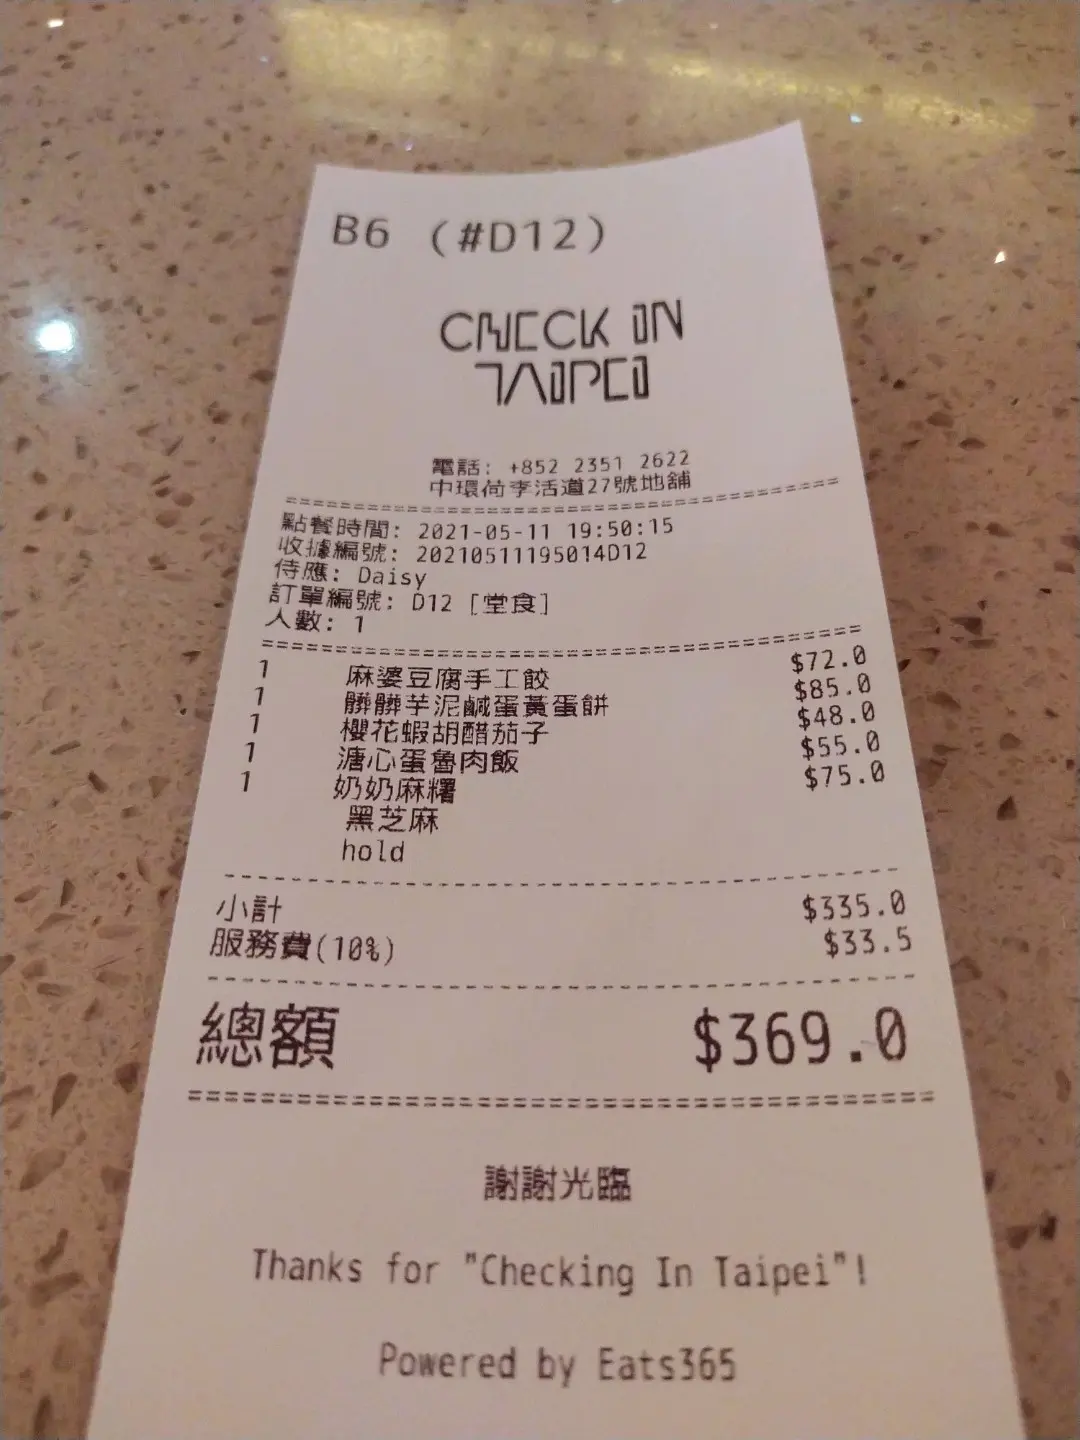 B6 (#D12)
CHECK IN
TAIPEI
電話: +852 2351 2622
中環荷李活道27號地舖
點餐時間: 2021-05-11 19:50:15
收據編號: 20210511195014D12
侍應: Daisy
訂單編號: D12 [堂食]
人數: 1
1 麻婆豆腐手工餃 $72.0
1 髒髒芋泥鹹蛋黃蛋餅 $85.0
1 櫻花蝦胡醋茄子 $48.0
1 溏心蛋魯肉飯 $55.0
1 奶奶麻糬 $75.0
黑芝麻
hold
小計 $335.0
服務費(10%) $33.5
總額 $369.0
謝謝光臨
Thanks for "Checking In Taipei"!
Powered by Eats365